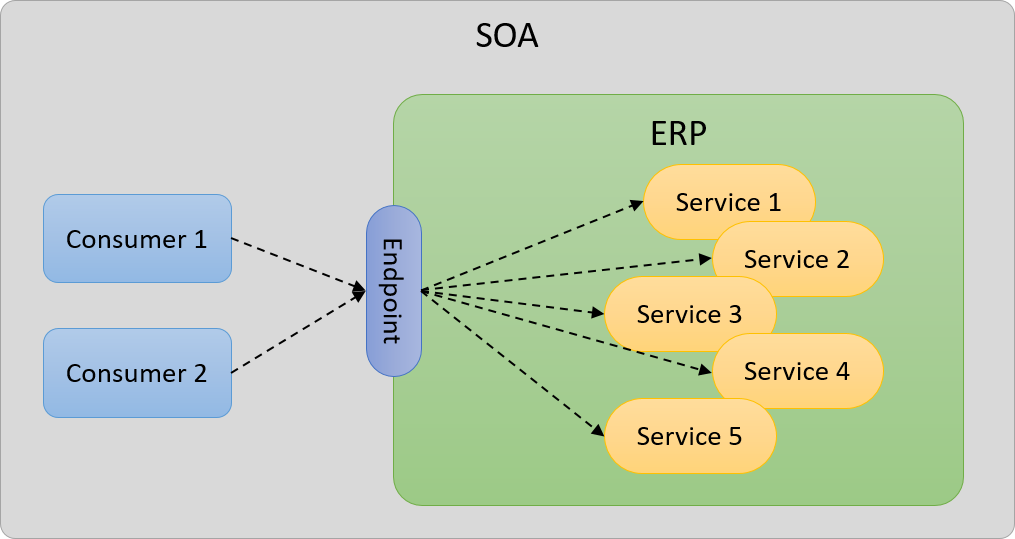 SOA
ERP
Consumer 1
Consumer 2
Endpoint
Service 1
Service 2
Service 3
Service 4
Service 5